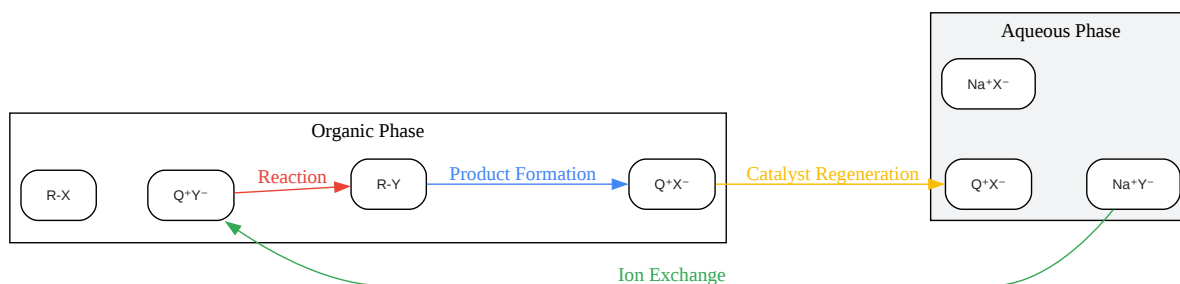 Aqueous Phase
Na⁺X⁻
Organic Phase
R-X
Q⁺Y⁻
Reaction
R-Y
Product Formation
Q⁺X⁻
Catalyst Regeneration
Q⁺X⁻
Na⁺Y⁻
Ion Exchange